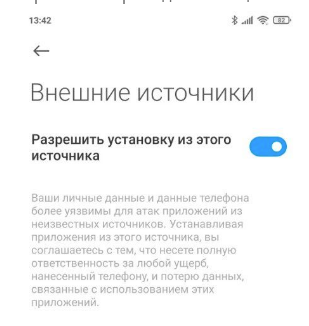 13:42
82
Внешние источники
Разрешить установку из этого
источника
Ваши личные данные и данные телефона
более уязвимы для атак приложений из
неизвестных источников. Устанавливая
приложения из этого источника, вы
соглашаетесь с тем, что несете полную
ответственность за любой ущерб,
нанесенный телефону, и потерю данных,
связанные с использованием этих
приложений.